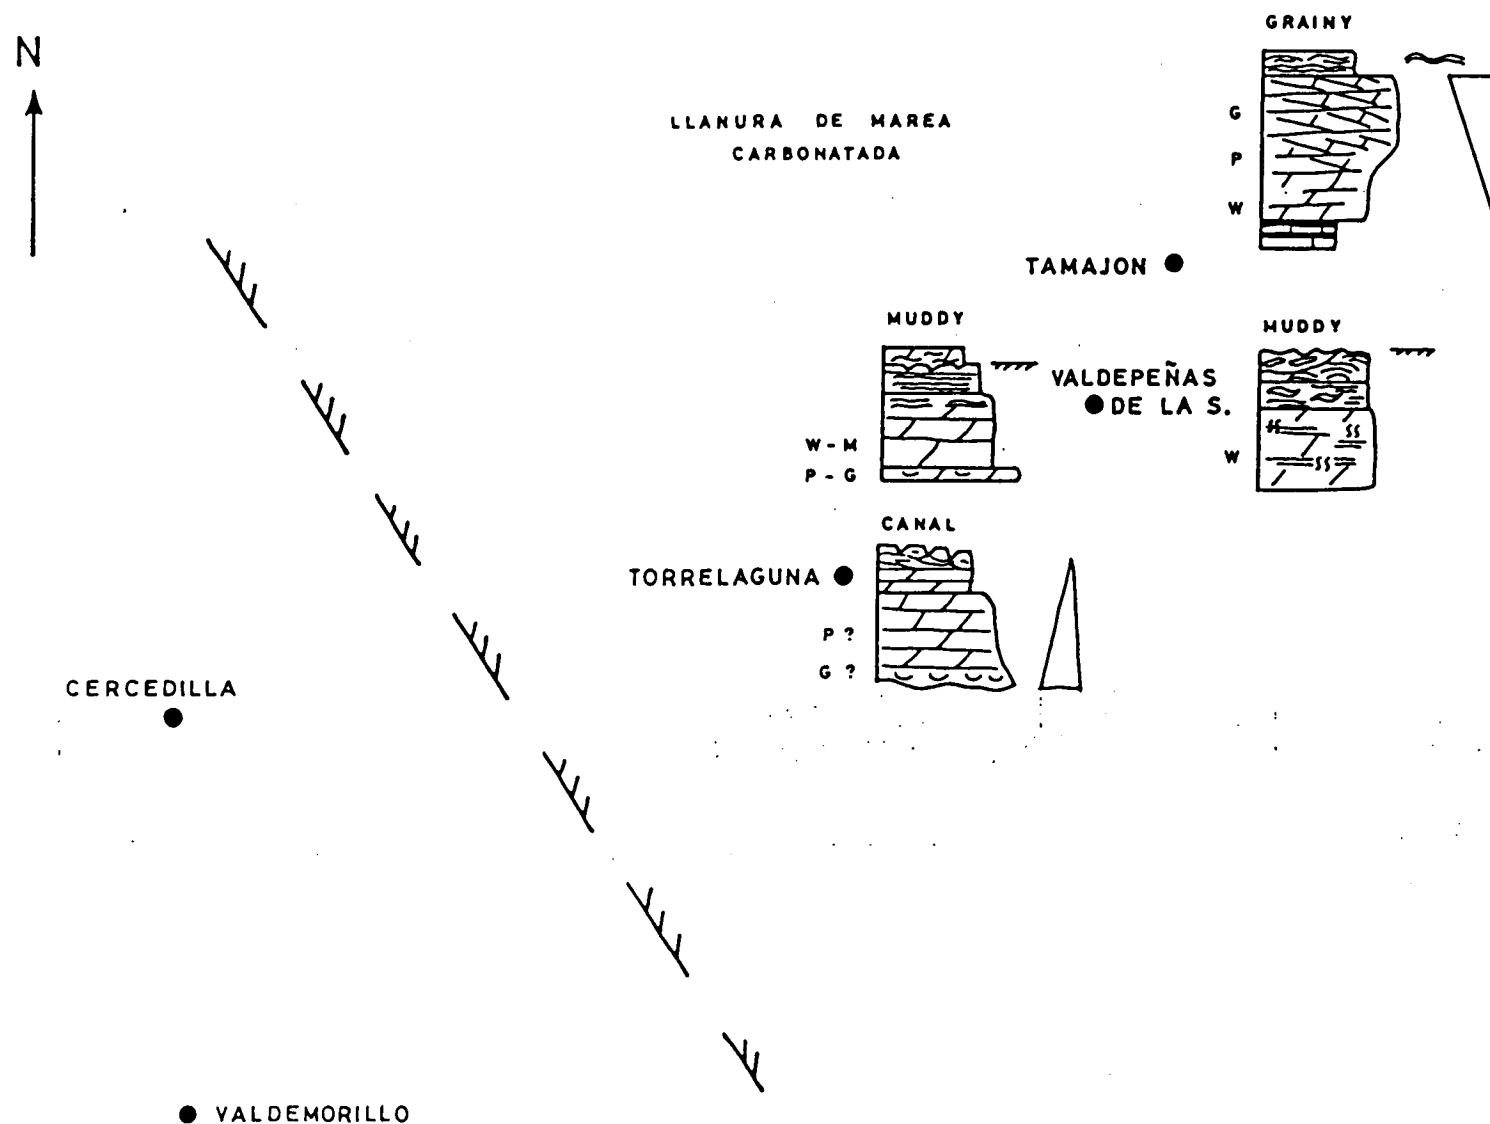 GRAINY
N
LLANURA DE MAREA
CARBONATADA
G
P
W
TAMAJON
MUDDY
MUDDY
VALDEPEÑAS
DE LA S.
W - M
P - G
W
CANAL
TORRELAGUNA
P ?
G ?
CERCEDILLA
VALDEMORILLO